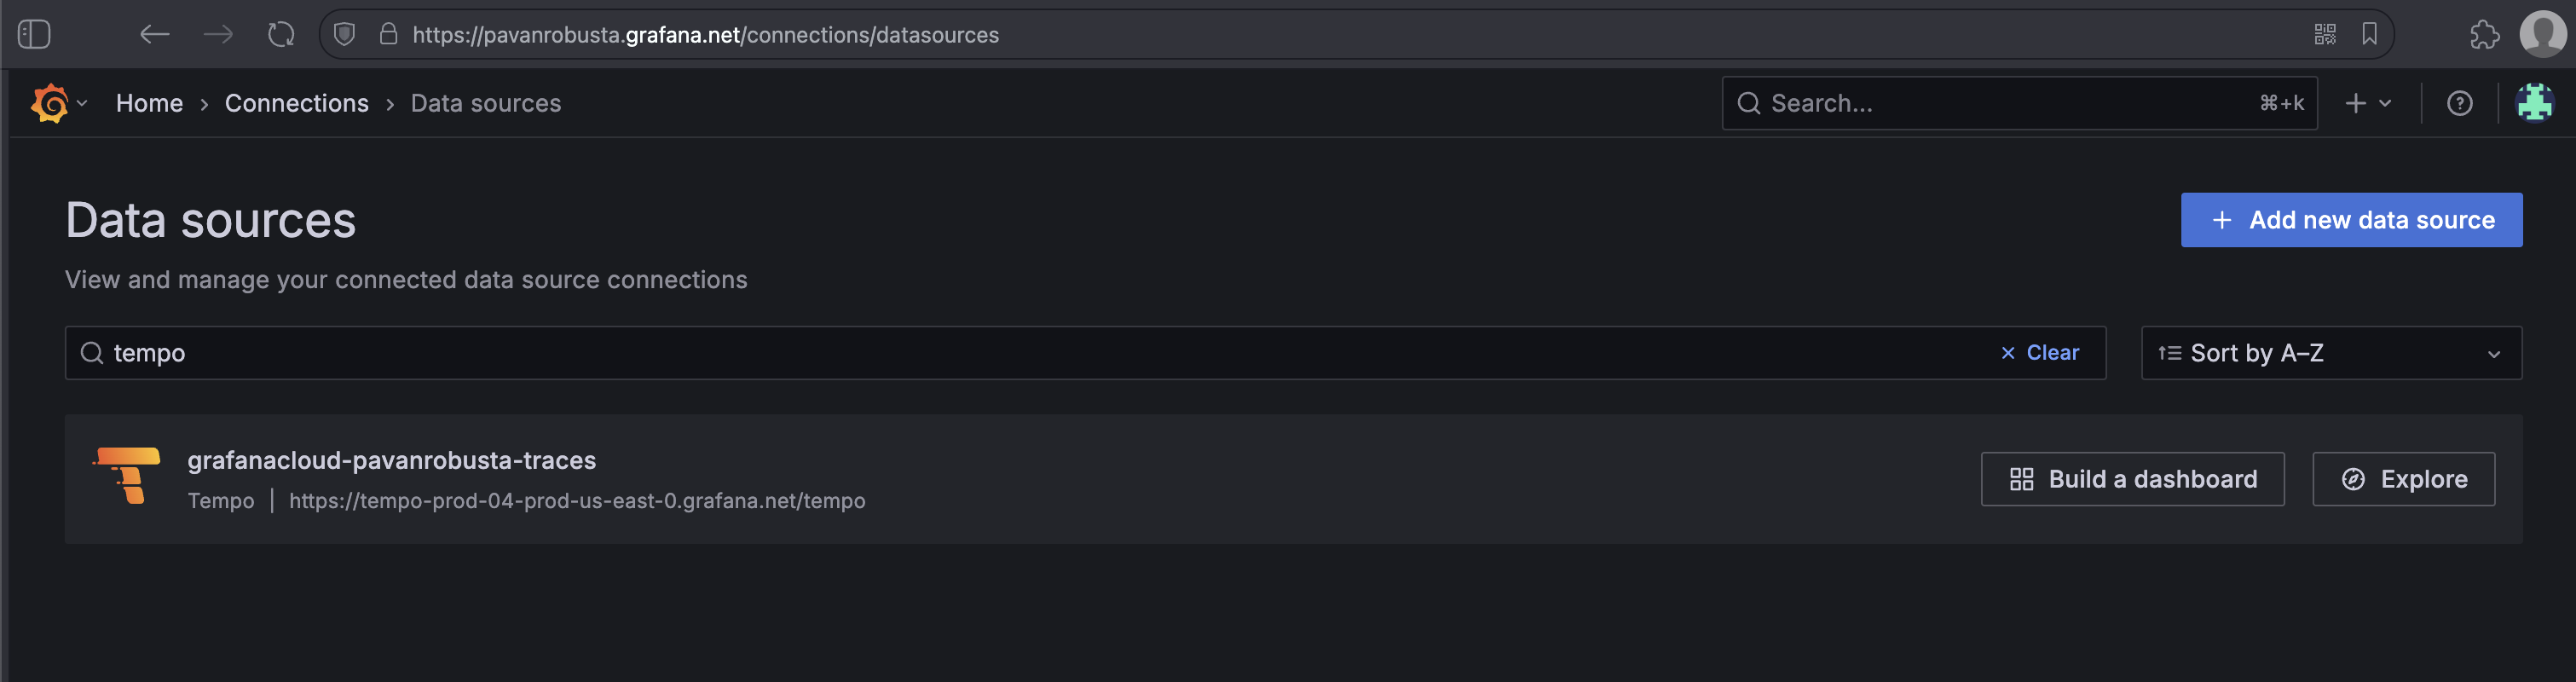 https://pavanrobusta.grafana.net/connections/datasources
Home › Connections › Data sources
Search... ⌘+k
Data sources
+ Add new data source
View and manage your connected data source connections
tempo
× Clear
Sort by A–Z
grafanacloud-pavanrobusta-traces
Tempo | https://tempo-prod-04-prod-us-east-0.grafana.net/tempo
Build a dashboard
Explore